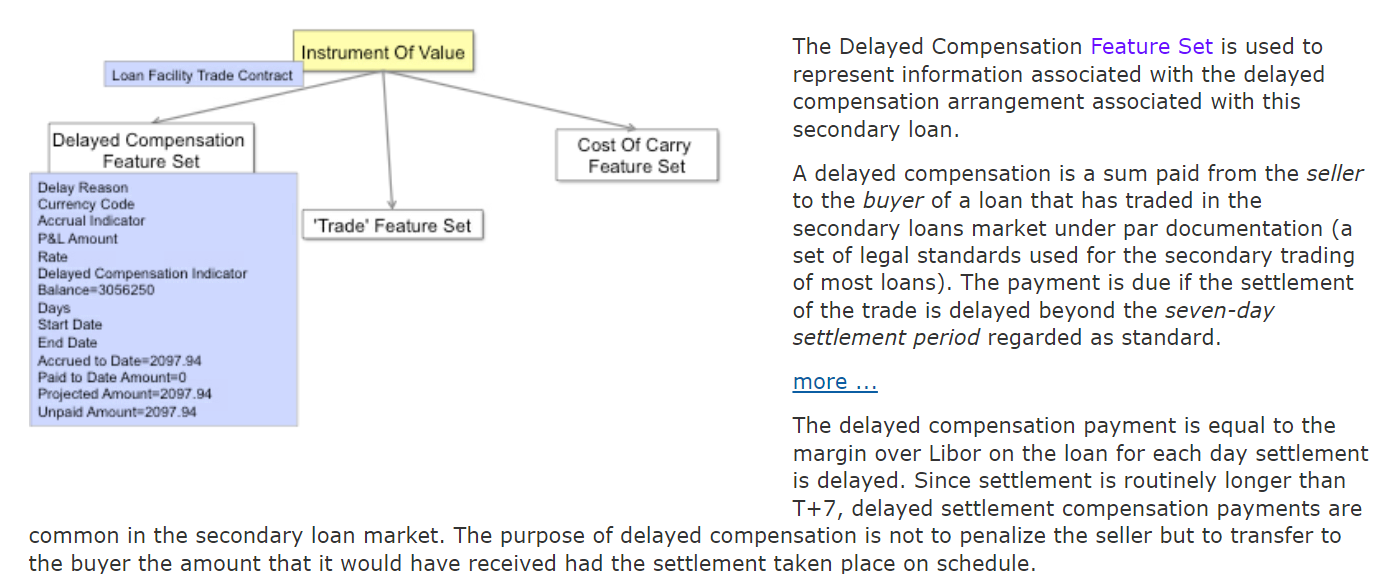 Instrument Of Value
Loan Facility Trade Contract
Delayed Compensation
Feature Set
Delay Reason
Currency Code
Accrual Indicator
P&L Amount
Rate
Delayed Compensation Indicator
Balance=3056250
Days
Start Date
End Date
Accrued to Date=2097.94
Paid to Date Amount=0
Projected Amount=2097.94
Unpaid Amount=2097.94
'Trade' Feature Set
Cost Of Carry
Feature Set
The Delayed Compensation Feature Set is used to
represent information associated with the delayed
compensation arrangement associated with this
secondary loan.
A delayed compensation is a sum paid from the seller
to the buyer of a loan that has traded in the
secondary loans market under par documentation (a
set of legal standards used for the secondary trading
of most loans). The payment is due if the settlement
of the trade is delayed beyond the seven-day
settlement period regarded as standard.
more ...
The delayed compensation payment is equal to the
margin over Libor on the loan for each day settlement
is delayed. Since settlement is routinely longer than
T+7, delayed settlement compensation payments are
common in the secondary loan market. The purpose of delayed compensation is not to penalize the seller but to transfer to
the buyer the amount that it would have received had the settlement taken place on schedule.